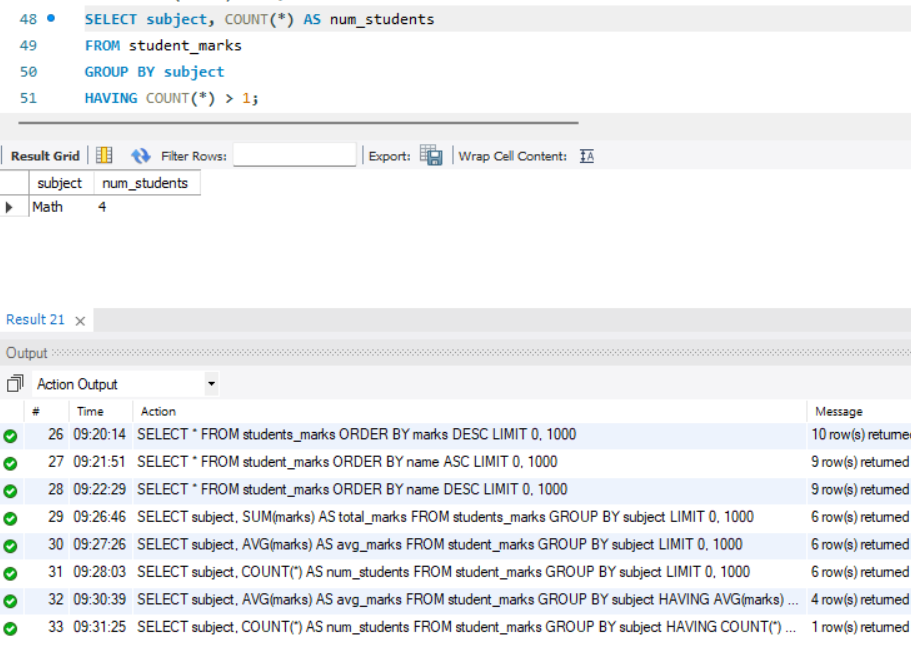 48 SELECT subject, COUNT(*) AS num_students
49 FROM student_marks
50 GROUP BY subject
51 HAVING COUNT(*) > 1;
Result Grid Filter Rows: Export: Wrap Cell Content: IA
subject num_students
Math 4
Result 21 ×
Output
Action Output
# Time Action Message
26 09:20:14 SELECT * FROM students_marks ORDER BY marks DESC LIMIT 0, 1000 10 row(s) returned
27 09:21:51 SELECT * FROM student_marks ORDER BY name ASC LIMIT 0, 1000 9 row(s) returned
28 09:22:29 SELECT * FROM student_marks ORDER BY name DESC LIMIT 0, 1000 9 row(s) returned
29 09:26:46 SELECT subject, SUM(marks) AS total_marks FROM students_marks GROUP BY subject LIMIT 0, 1000 6 row(s) returned
30 09:27:26 SELECT subject, AVG(marks) AS avg_marks FROM student_marks GROUP BY subject LIMIT 0, 1000 6 row(s) returned
31 09:28:03 SELECT subject, COUNT(*) AS num_students FROM student_marks GROUP BY subject LIMIT 0, 1000 6 row(s) returned
32 09:30:39 SELECT subject, AVG(marks) AS avg_marks FROM student_marks GROUP BY subject HAVING AVG(marks) ... 4 row(s) returned
33 09:31:25 SELECT subject, COUNT(*) AS num_students FROM student_marks GROUP BY subject HAVING COUNT(*) ... 1 row(s) returned